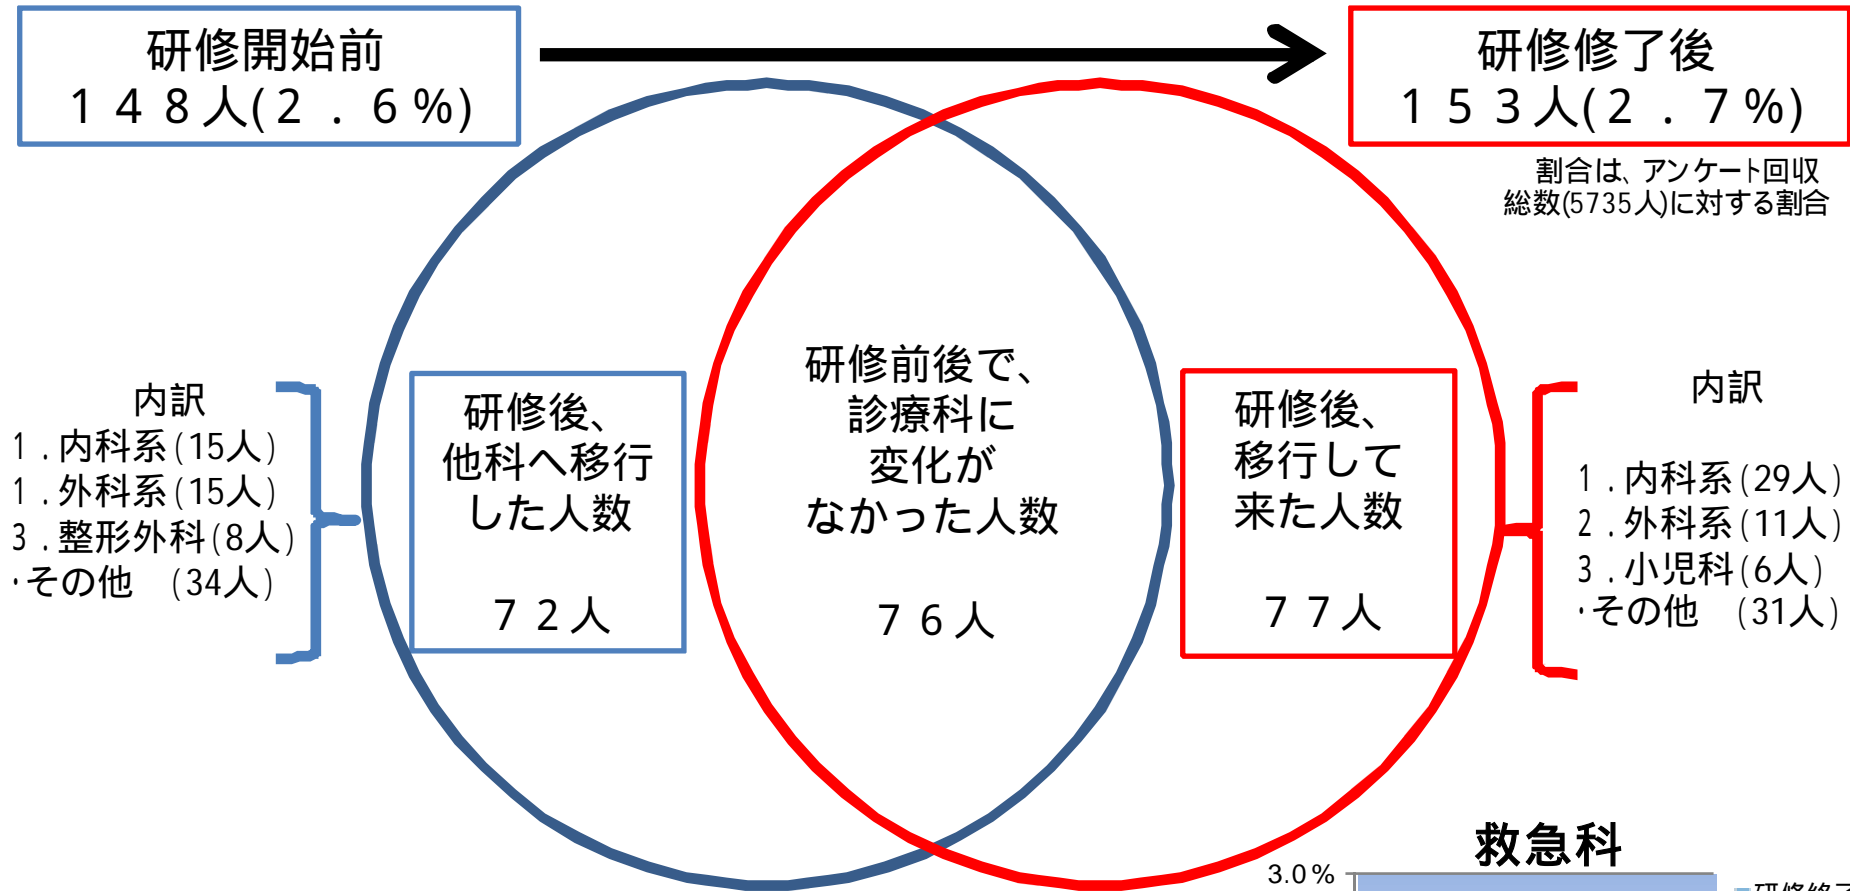 研修開始前
１４８人(２．６%)
研修修了後
１５３人(２．７%)
割合は、アンケート回収
総数(5735人)に対する割合
内訳
1．内科系(15人)
1．外科系(15人)
3．整形外科(8人)
・その他　(34人)
研修後、
他科へ移行
した人数
７２人
研修前後で、
診療科に
変化が
なかった人数
７６人
研修後、
移行して
来た人数
７７人
内訳
1．内科系(29人)
2．外科系(11人)
3．小児科(6人)
・その他　(31人)
救急科
3.0%